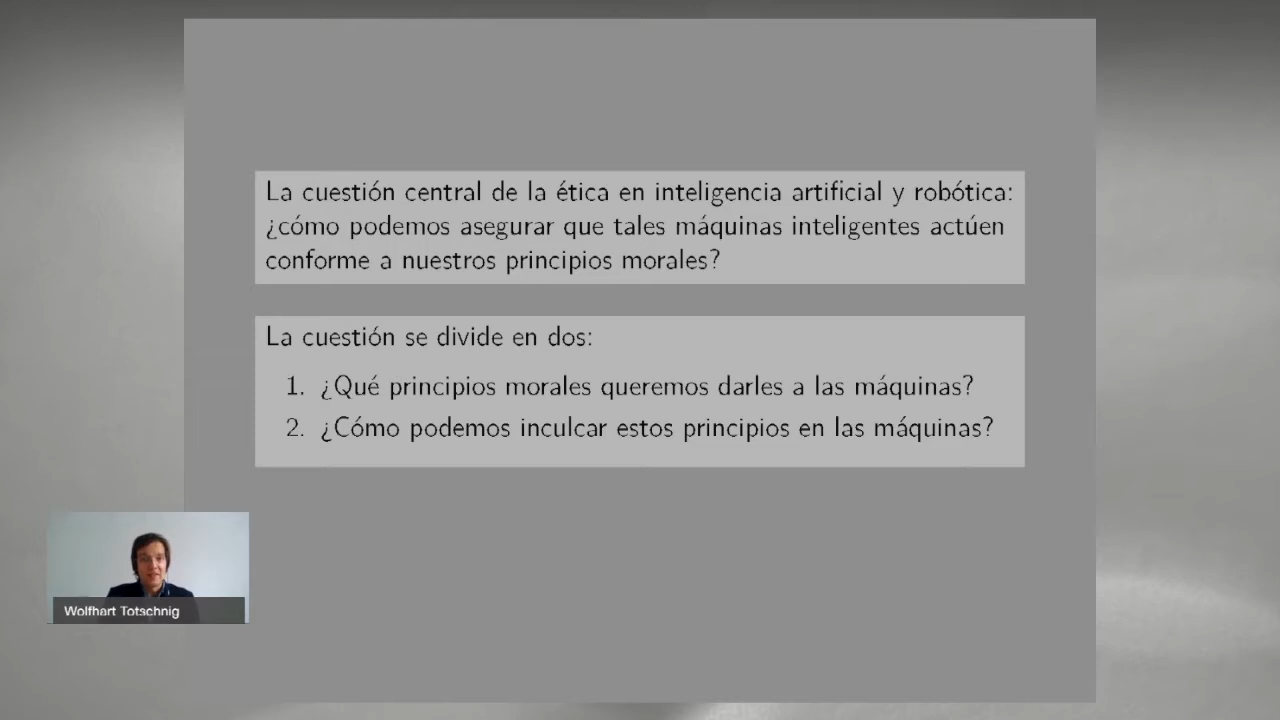 La cuestión central de la ética en inteligencia artificial y robótica:
¿cómo podemos asegurar que tales máquinas inteligentes actúen
conforme a nuestros principios morales?
La cuestión se divide en dos:
1. ¿Qué principios morales queremos darles a las máquinas?
2. ¿Cómo podemos inculcar estos principios en las máquinas?
Wolfhart Totschnig